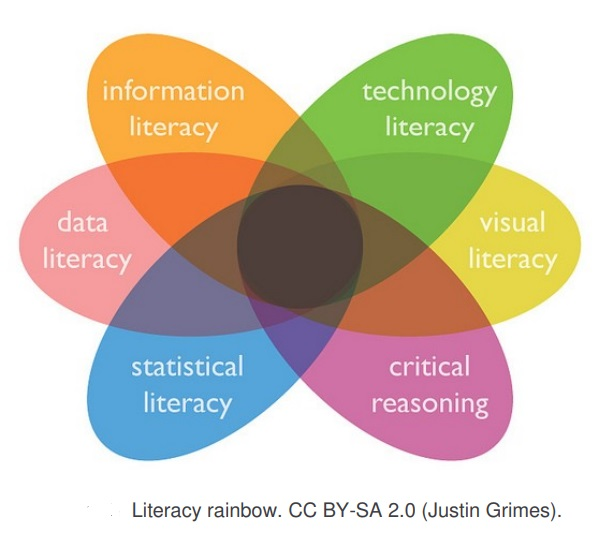 information
literacy
technology
literacy
data
literacy
visual
literacy
statistical
literacy
critical
reasoning
Literacy rainbow. CC BY-SA 2.0 (Justin Grimes).